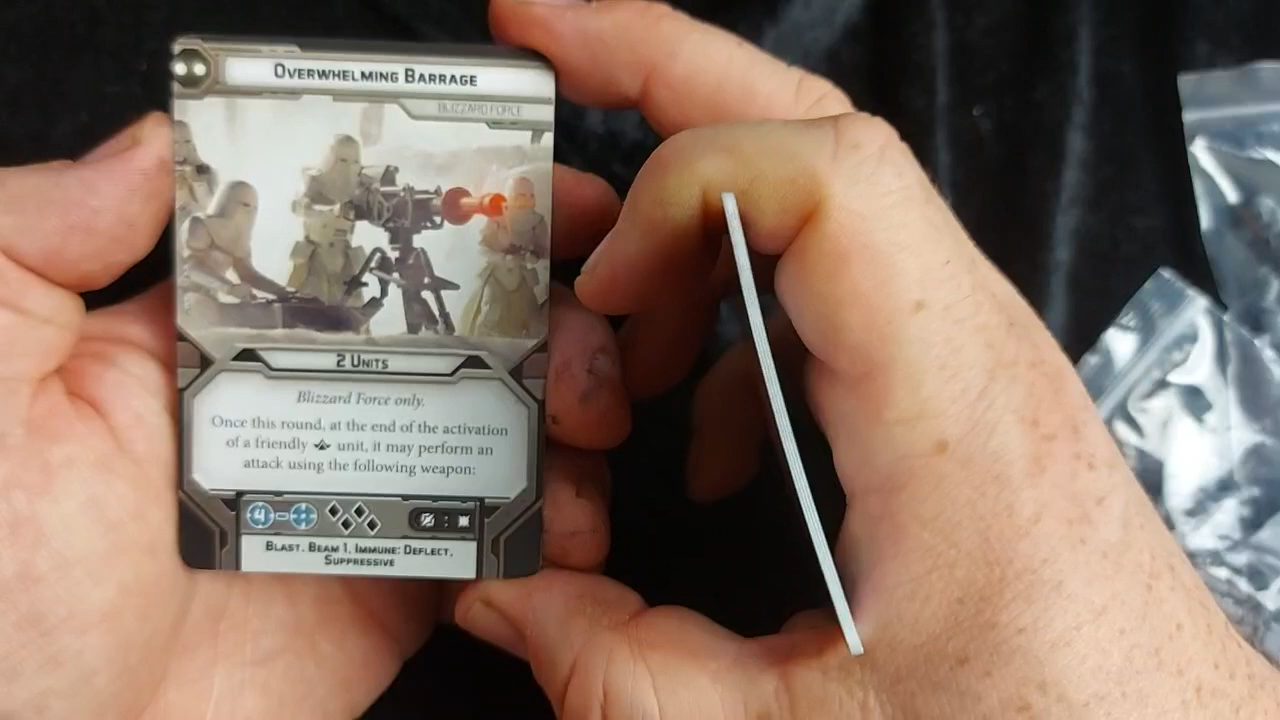 OVERWHELMING BARRAGE
BLIZZARD FORCE
2 UNITS
Blizzard Force only.
Once this round, at the end of the activation
of a friendly unit, it may perform an
attack using the following weapon:
4 -
:
BLAST, BEAM 1, IMMUNE: DEFLECT,
SUPPRESSIVE